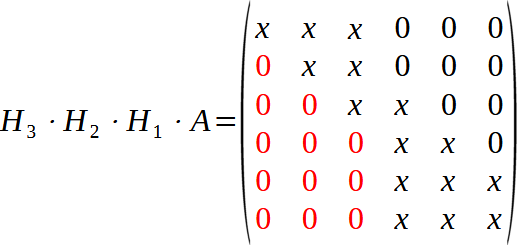 x x x 0 0 0
0 x x 0 0 0
0 0 x x 0 0
H₃ · H₂ · H₁ · A =
0 0 0 x x 0
0 0 0 x x x
0 0 0 x x x